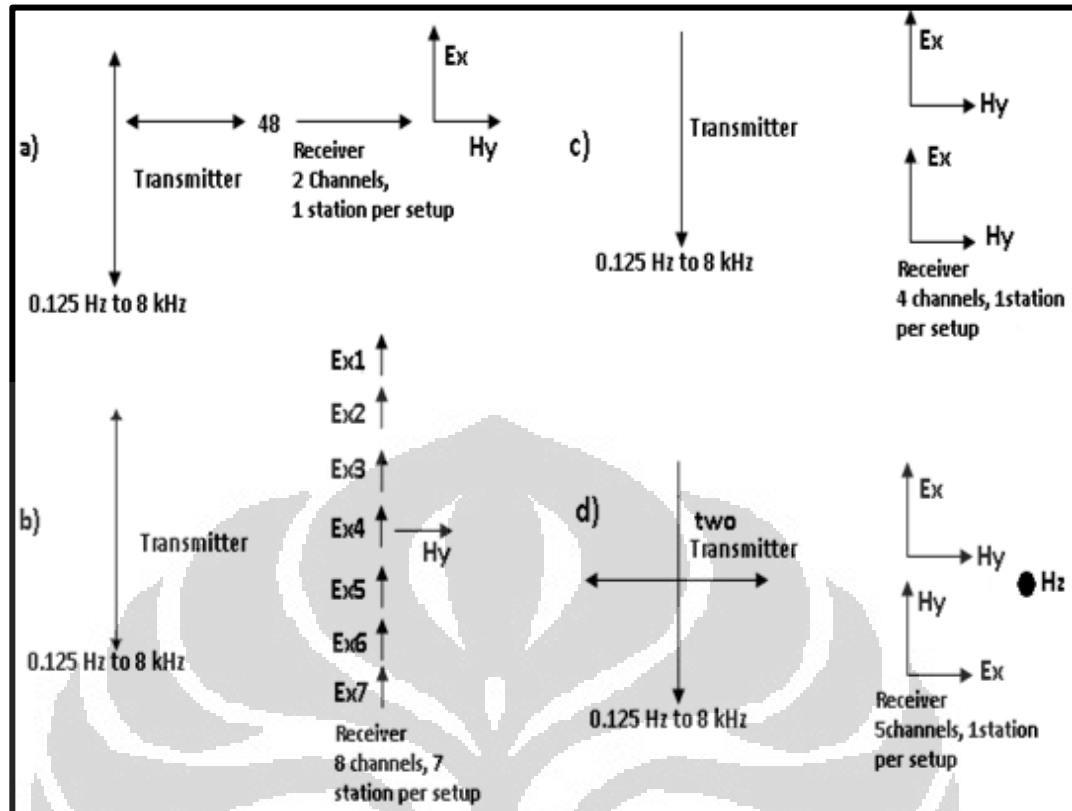 a)
Transmitter
0.125 Hz to 8 kHz
48
Ex
Hy
Receiver
2 Channels,
1 station per setup
c)
Transmitter
0.125 Hz to 8 kHz
Ex
Hy
Ex
Hy
Receiver
4 channels, 1station
per setup
b)
Transmitter
0.125 Hz to 8 kHz
Ex1
Ex2
Ex3
Ex4
Hy
Ex5
Ex6
Ex7
Receiver
8 channels, 7
station per setup
d)
two
Transmitter
0.125 Hz to 8 kHz
Ex
Hy
Hz
Hy
Ex
Receiver
5channels, 1station
per setup